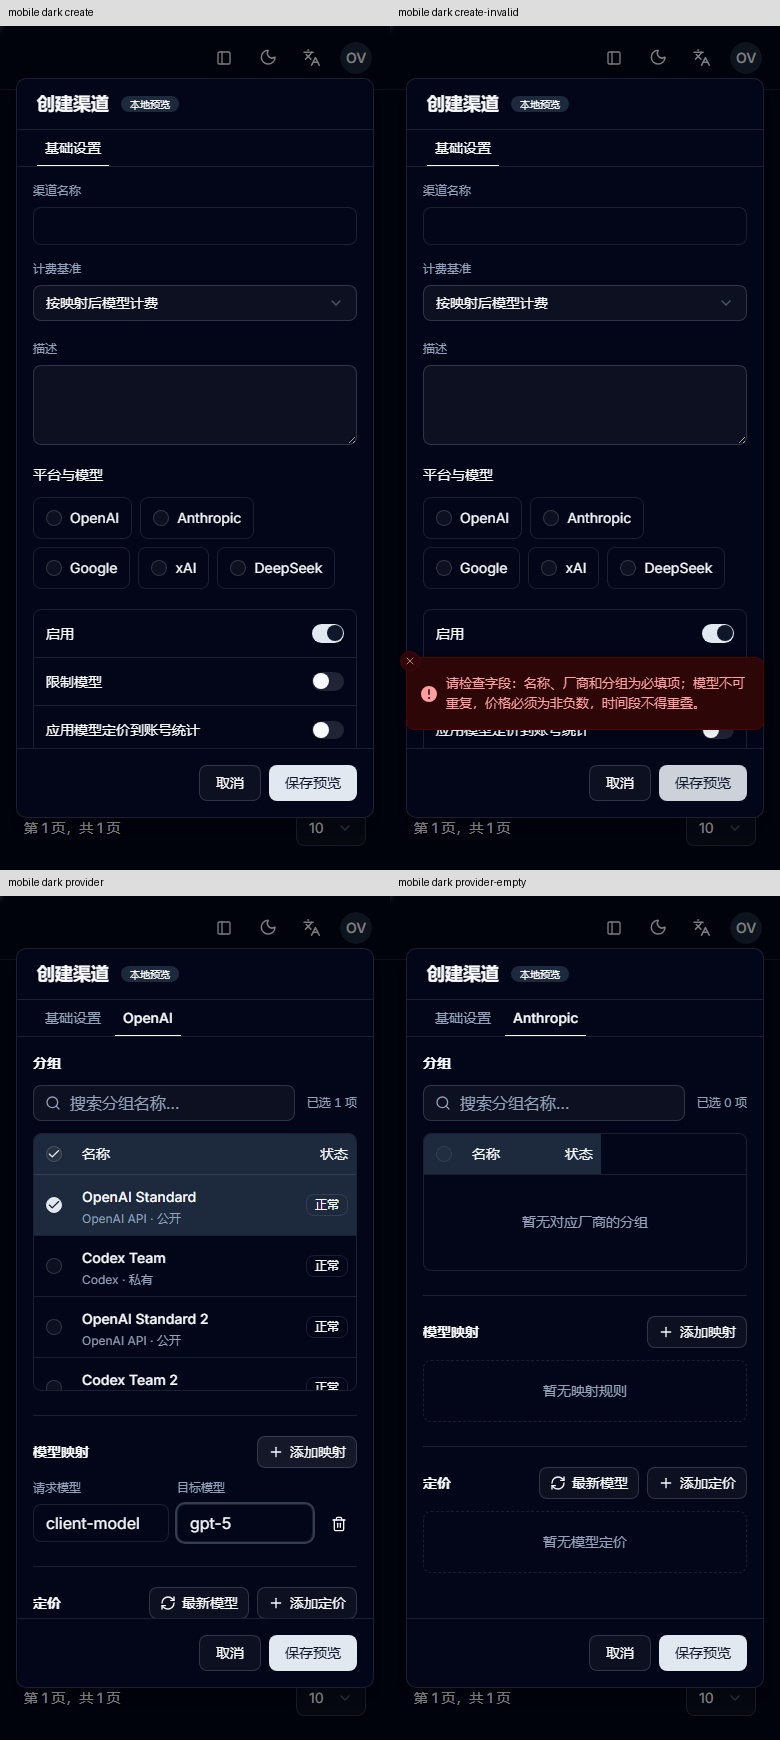 mobile dark create
OV
创建渠道 本地预览
基础设置
渠道名称
计费基准
按映射后模型计费
描述
平台与模型
OpenAI Anthropic
Google xAI DeepSeek
启用
限制模型
应用模型定价到账号统计
取消 保存预览
第 1 页，共 1 页 10
mobile dark create-invalid
OV
创建渠道 本地预览
基础设置
渠道名称
计费基准
按映射后模型计费
描述
平台与模型
OpenAI Anthropic
Google xAI DeepSeek
启用
请检查字段：名称、厂商和分组为必填项；模型不可
重复，价格必须为非负数，时间段不得重叠。
应用模型定价到账号统计
取消 保存预览
第 1 页，共 1 页 10
mobile dark provider
OV
创建渠道 本地预览
基础设置 OpenAI
分组
搜索分组名称... 已选 1 项
名称 状态
OpenAI Standard 正常
OpenAI API · 公开
Codex Team 正常
Codex · 私有
OpenAI Standard 2 正常
OpenAI API · 公开
Codex Team 2 正常
模型映射 添加映射
请求模型 目标模型
client-model gpt-5
定价 最新模型 添加定价
取消 保存预览
第 1 页，共 1 页 10
mobile dark provider-empty
OV
创建渠道 本地预览
基础设置 Anthropic
分组
搜索分组名称... 已选 0 项
名称 状态
暂无对应厂商的分组
模型映射 添加映射
暂无映射规则
定价 最新模型 添加定价
暂无模型定价
取消 保存预览
第 1 页，共 1 页 10